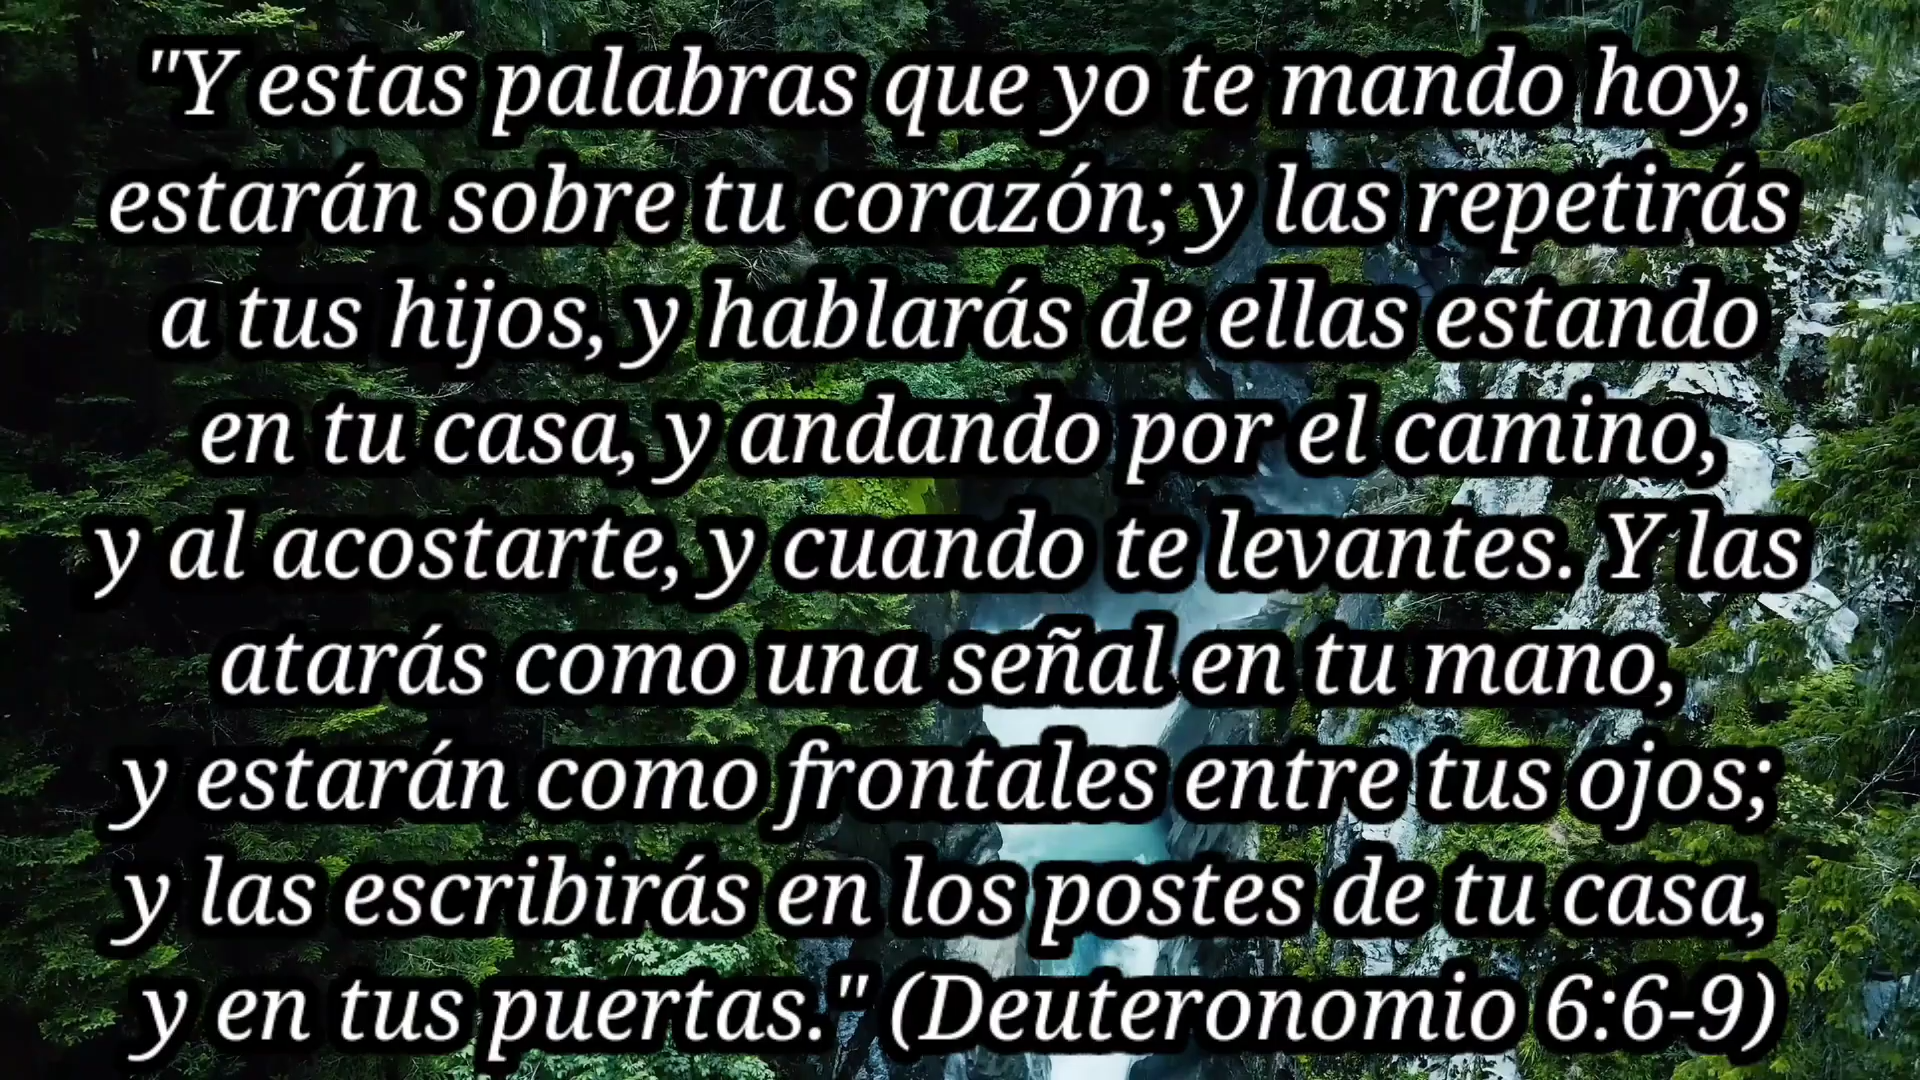 "Y estas palabras que yo te mando hoy,
estarán sobre tu corazón; y las repetirás
a tus hijos, y hablarás de ellas estando
en tu casa, y andando por el camino,
y al acostarte, y cuando te levantes. Y las
atarás como una señal en tu mano,
y estarán como frontales entre tus ojos;
y las escribirás en los postes de tu casa,
y en tus puertas." (Deuteronomio 6:6-9)